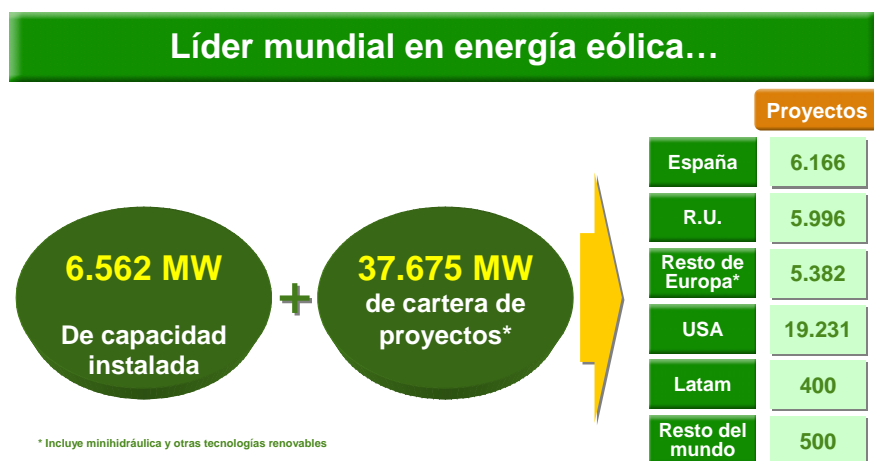 Líder mundial en energía eólica…
Proyectos
España 6.166
R.U. 5.996
Resto de
Europa* 5.382
USA 19.231
Latam 400
Resto del
mundo 500
6.562 MW
De capacidad
instalada
+
37.675 MW
de cartera de
proyectos*
* Incluye minihidráulica y otras tecnologías renovables